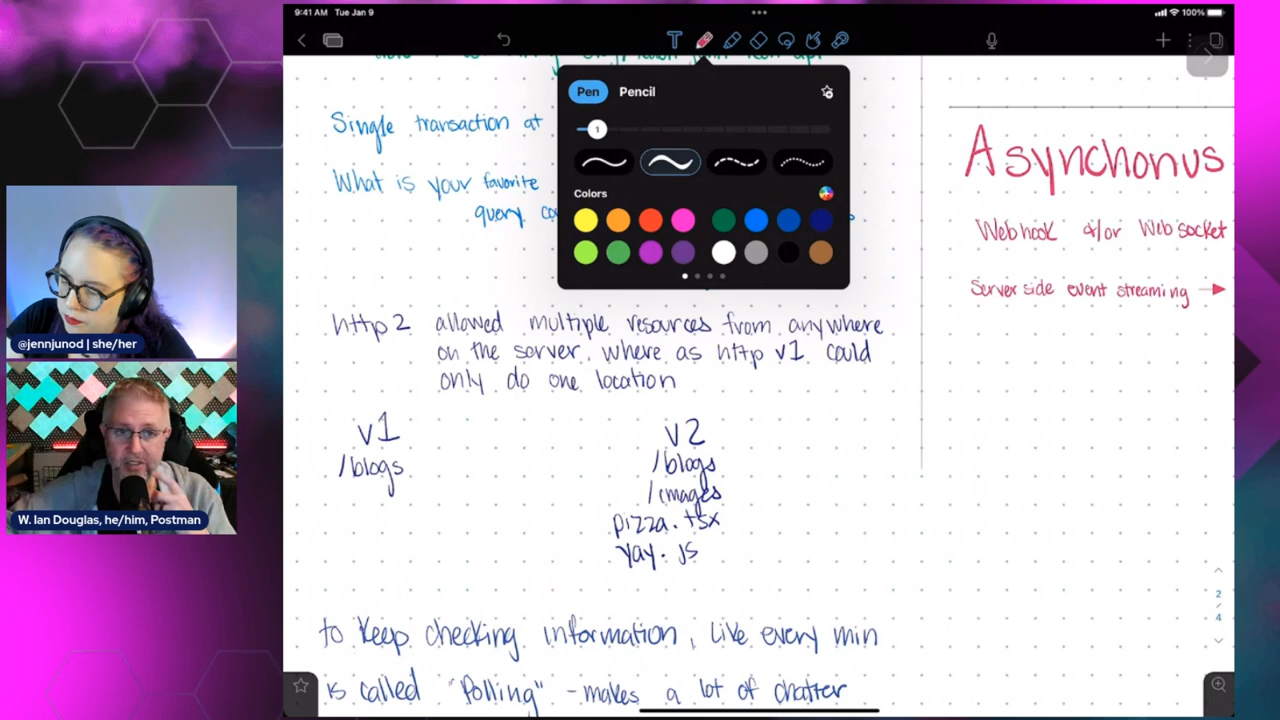 9:41 AM Tue Jan 9
100%
Pen
Pencil
1
Colors
Single transaction at
What is your favorite
query
http2 allowed multiple resources from anywhere
on the server, where as http v1 could
only do one location
v1
/blogs
v2
/blogs
/images
pizza.tsx
yay.js
to keep checking information, like every min
is called "Polling" - makes a lot of chatter
Asynchonus
Webhook &/or Websocket
Server side event streaming →
2
/
4
@jennjunod | she/her
W. Ian Douglas, he/him, Postman